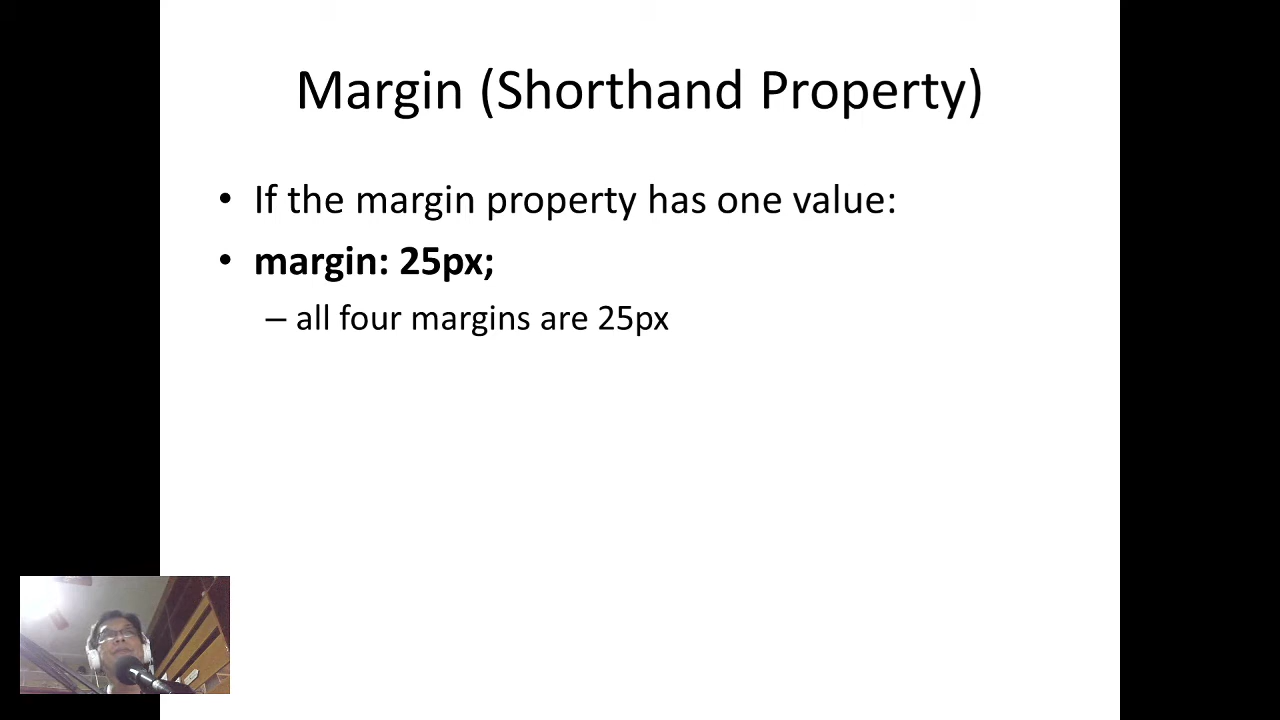 Margin (Shorthand Property)
• If the margin property has one value:
• margin: 25px;
– all four margins are 25px